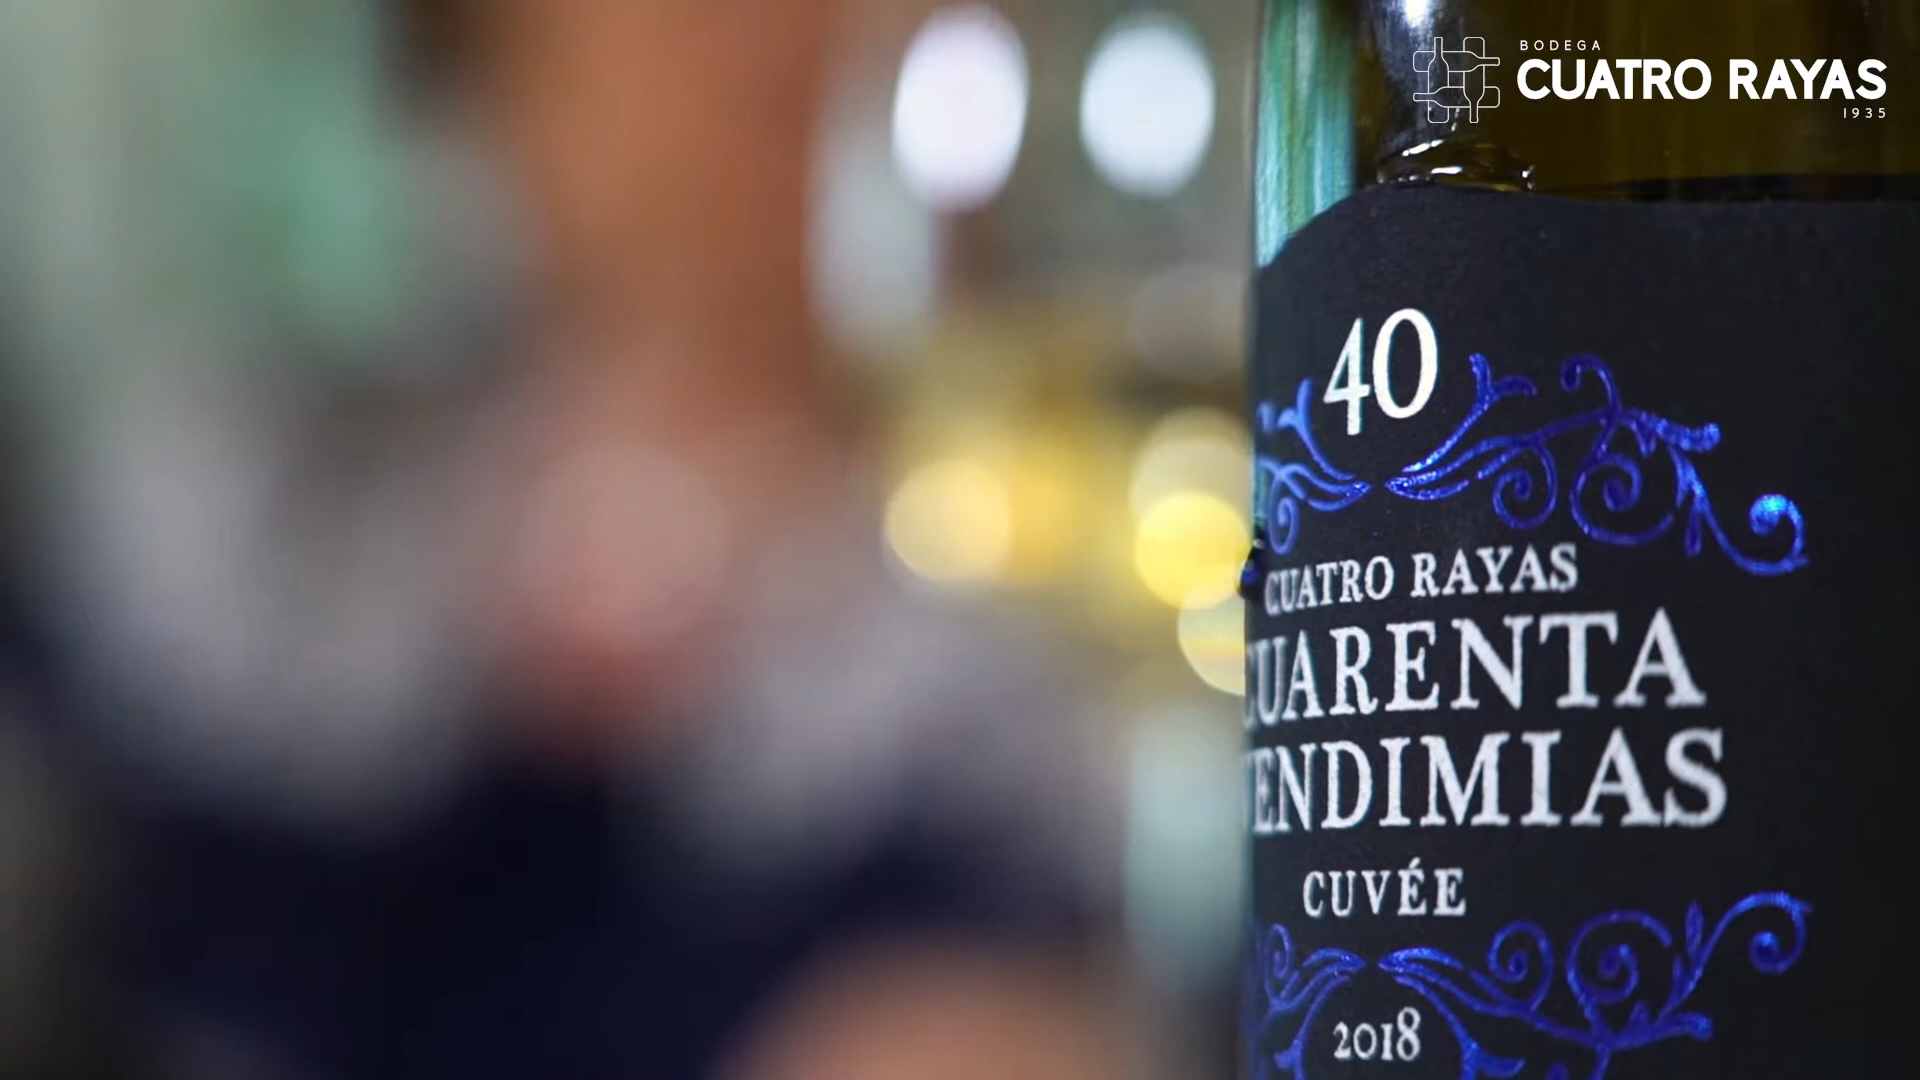 BODEGA
CUATRO RAYAS
1935
40
CUATRO RAYAS
CUARENTA
VENDIMIAS
CUVÉE
2018